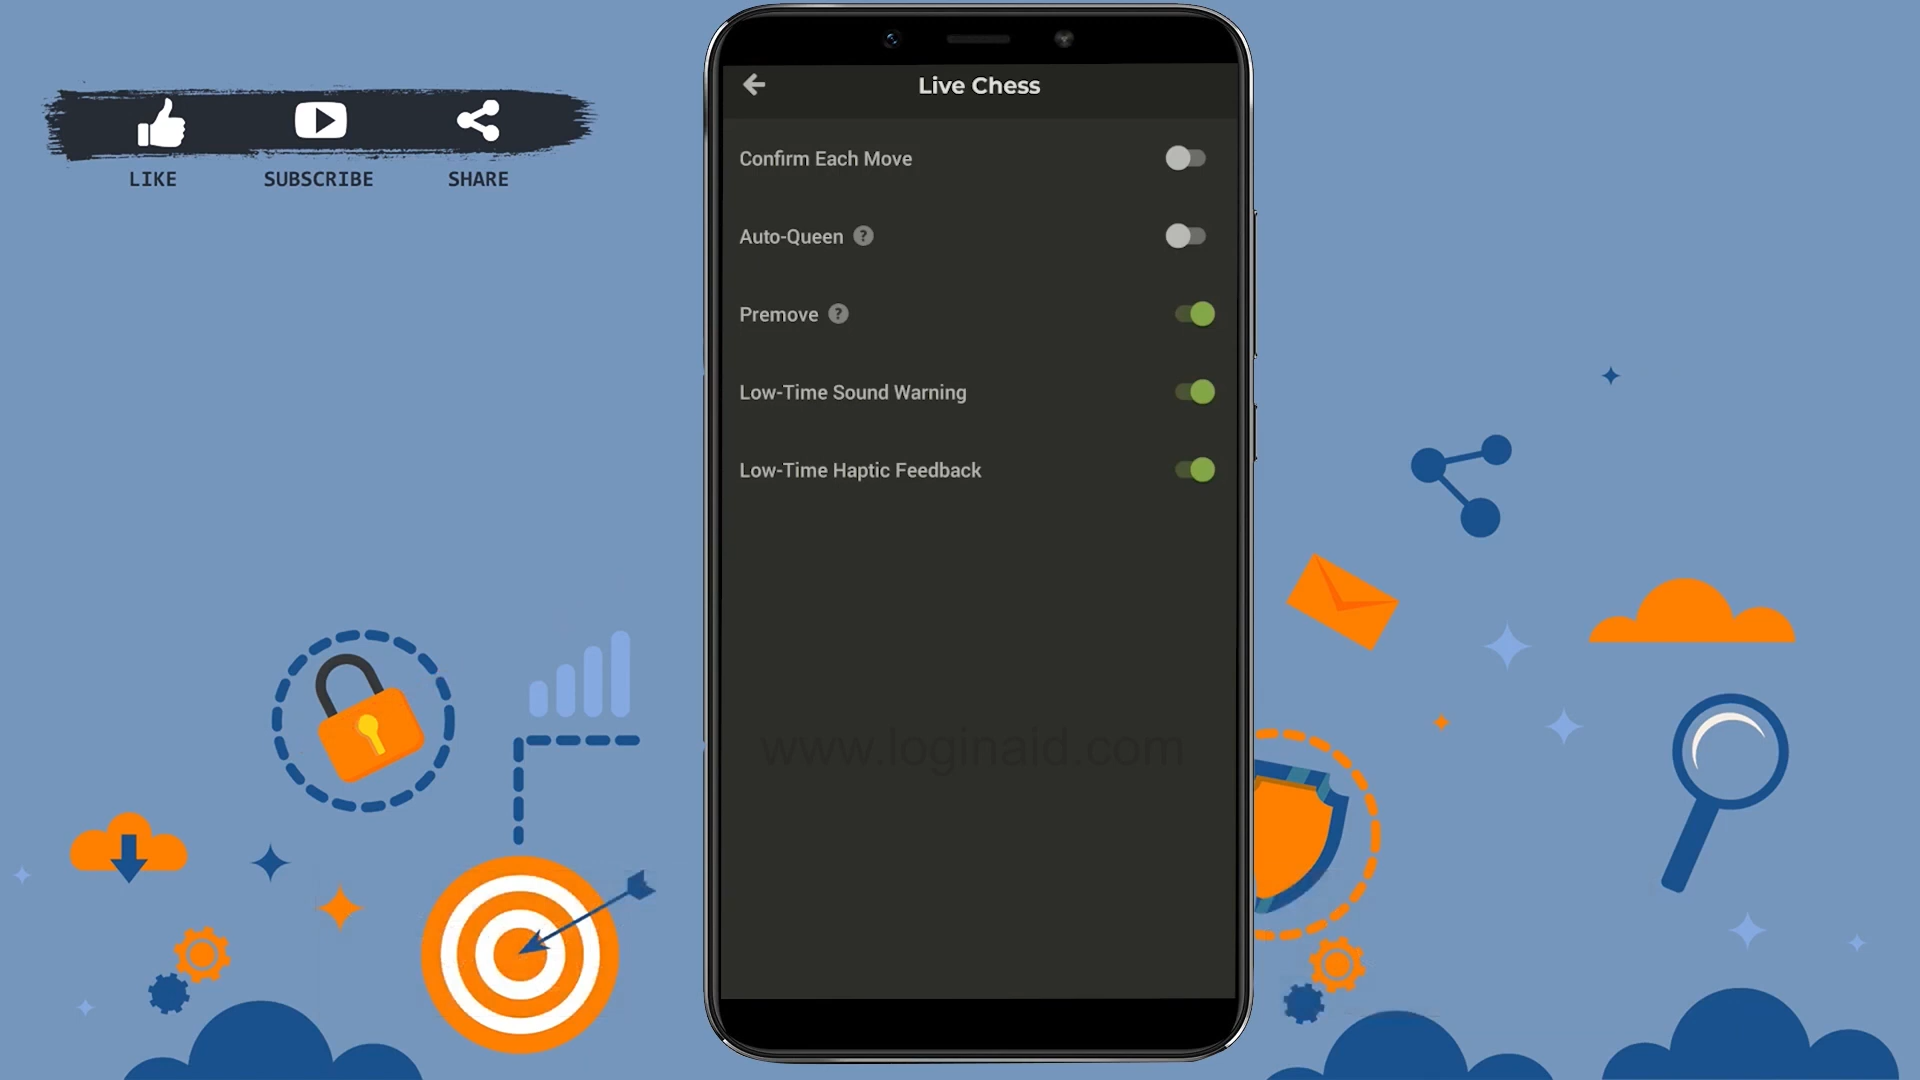 LIKE
SUBSCRIBE
SHARE
Live Chess
Confirm Each Move
Auto-Queen ?
Premove ?
Low-Time Sound Warning
Low-Time Haptic Feedback
www.loginaid.com